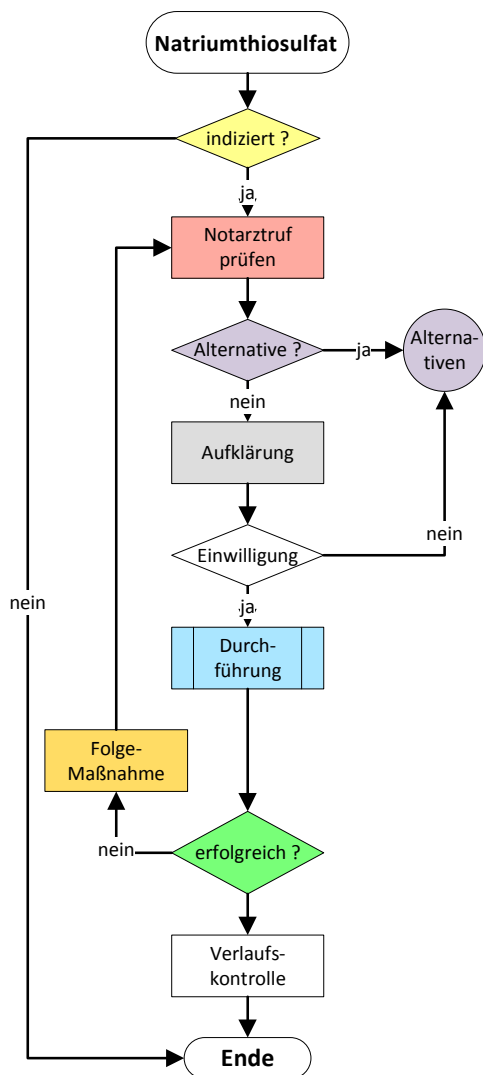 Natriumthiosulfat
indiziert ?
ja
Notarztruf
prüfen
Alternative ?
ja
Alterna-
tiven
nein
Aufklärung
Einwilligung
nein
ja
nein
Durch-
führung
Folge-
Maßnahme
nein
erfolgreich ?
Verlaufs-
kontrolle
Ende